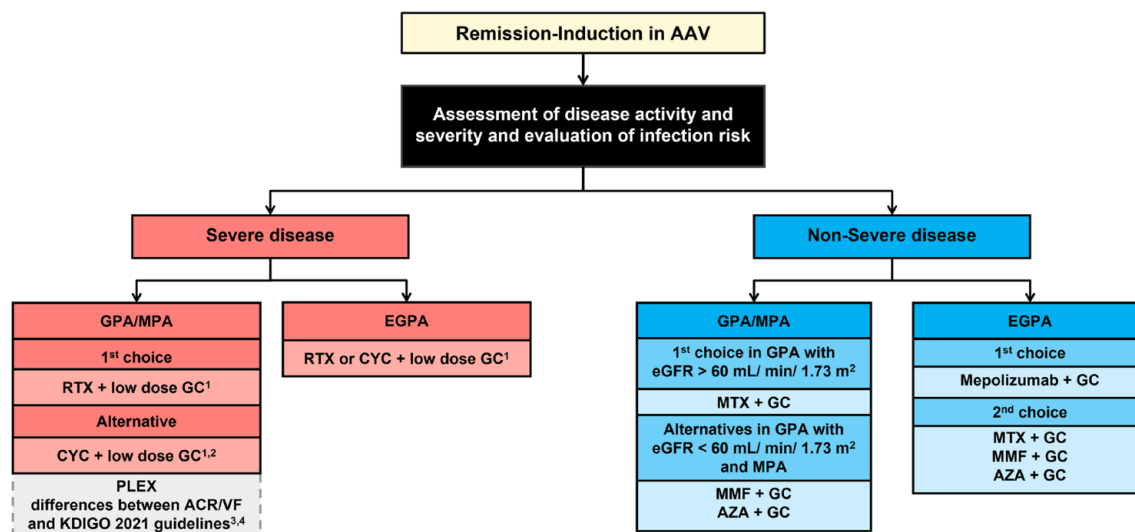 Remission-Induction in AAV
Assessment of disease activity and
severity and evaluation of infection risk
Severe disease
Non-Severe disease
GPA/MPA
1st choice
RTX + low dose GC1
Alternative
CYC + low dose GC1,2
PLEX
differences between ACR/VF
and KDIGO 2021 guidelines3,4
EGPA
RTX or CYC + low dose GC1
GPA/MPA
1st choice in GPA with
eGFR > 60 mL/ min/ 1.73 m2
MTX + GC
Alternatives in GPA with
eGFR < 60 mL/ min/ 1.73 m2
and MPA
MMF + GC
AZA + GC
EGPA
1st choice
Mepolizumab + GC
2nd choice
MTX + GC
MMF + GC
AZA + GC